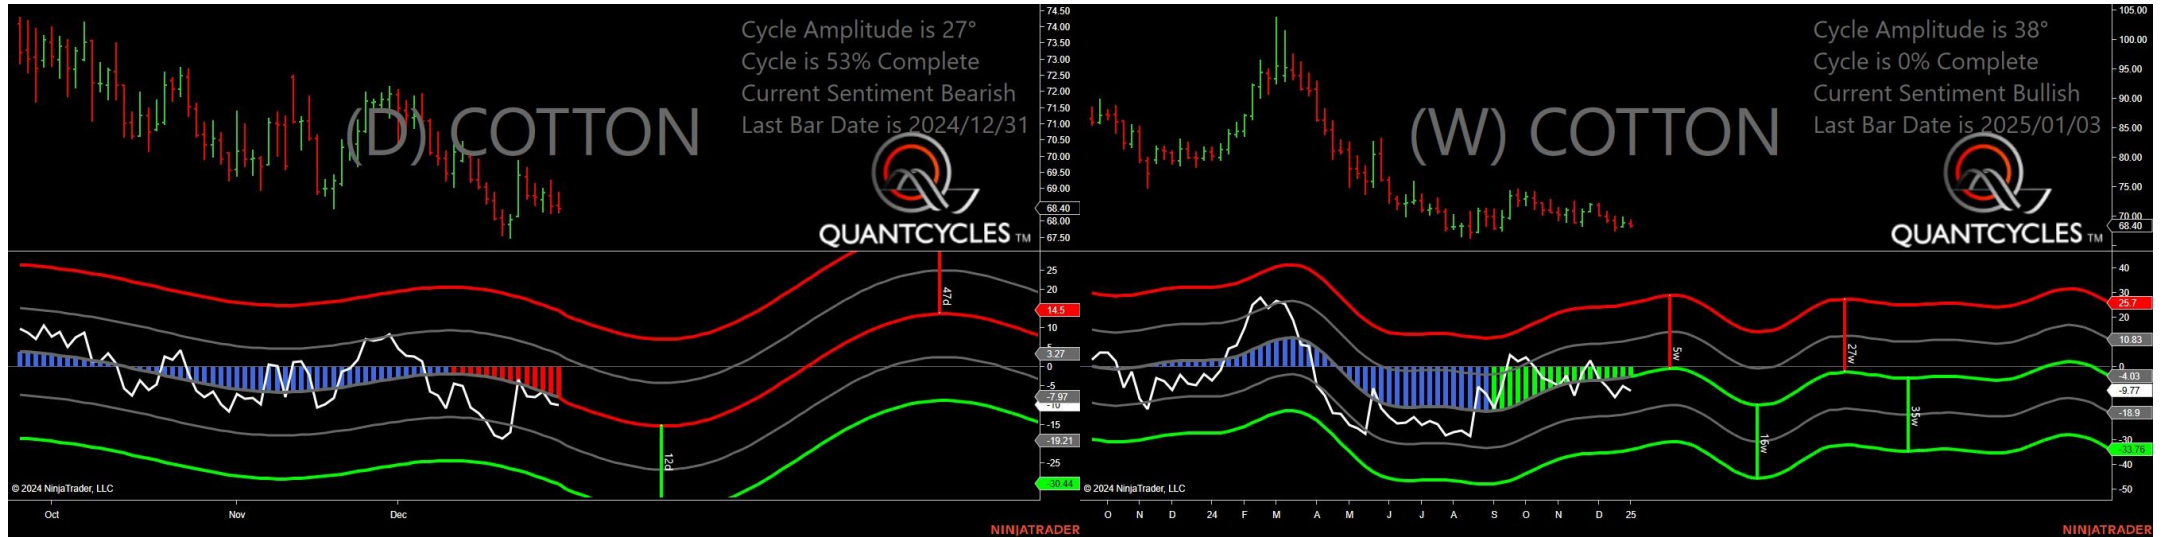 Cycle Amplitude is 27°
Cycle is 53% Complete
Current Sentiment Bearish
Last Bar Date is 2024/12/31
(D) COTTON
QUANTCYCLES TM
74.50
74.00
73.50
73.00
72.50
72.00
71.50
71.00
70.50
70.00
69.50
69.00
68.40
68.00
67.50
25
20
14.5
10
5
3.27
0
-5
-7.97
-10
-15
-19.21
-25
-30.44
47d
12d
© 2024 NinjaTrader, LLC
Oct Nov Dec
NINJATRADER
Cycle Amplitude is 38°
Cycle is 0% Complete
Current Sentiment Bullish
Last Bar Date is 2025/01/03
(W) COTTON
QUANTCYCLES TM
105.00
100.00
95.00
90.00
85.00
80.00
75.00
70.00
68.40
40
30
25.7
20
10.83
0
-4.03
-9.77
-18.9
-30
-33.76
-40
-50
5w
16w
27w
35w
© 2024 NinjaTrader, LLC
O N D 24 F M A M J J A S O N D 25
NINJATRADER